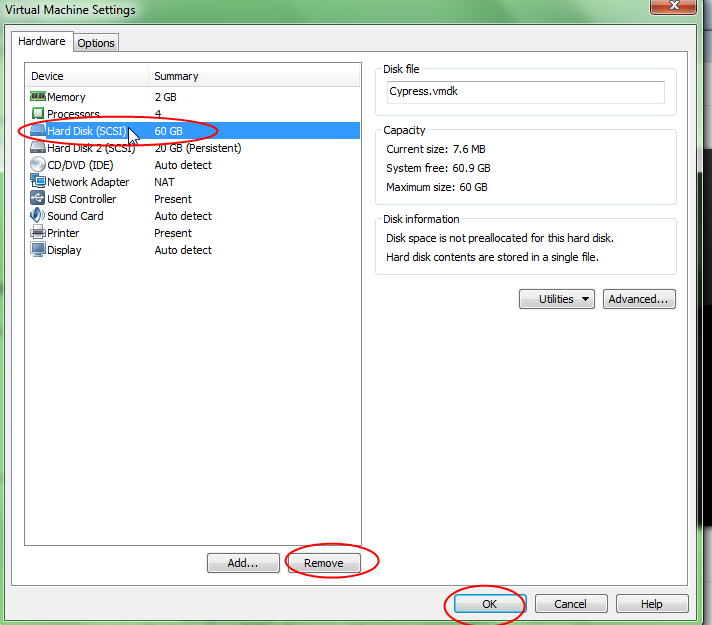 Virtual Machine Settings
Hardware Options
Device Summary
Memory 2 GB
Processors 4
Hard Disk (SCSI) 60 GB
Hard Disk 2 (SCSI) 20 GB (Persistent)
CD/DVD (IDE) Auto detect
Network Adapter NAT
USB Controller Present
Sound Card Auto detect
Printer Present
Display Auto detect
Add... Remove
Disk file
Cypress.vmdk
Capacity
Current size: 7.6 MB
System free: 60.9 GB
Maximum size: 60 GB
Disk information
Disk space is not preallocated for this hard disk.
Hard disk contents are stored in a single file.
Utilities Advanced...
OK Cancel Help